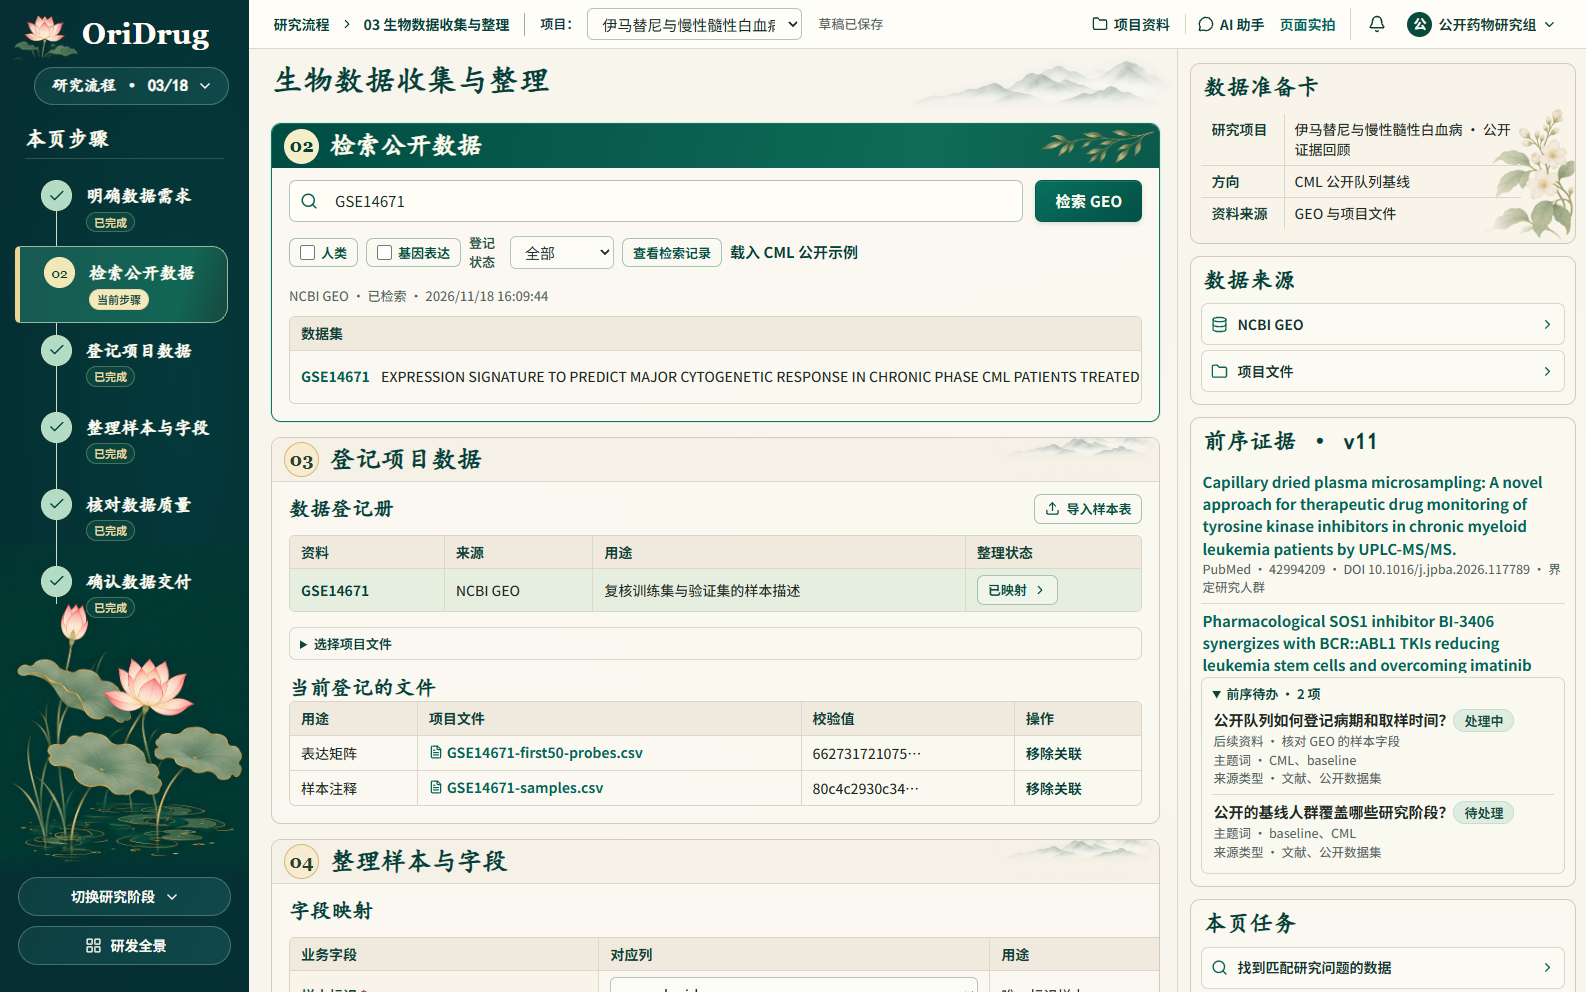 OriDrug
研究流程 • 03/18
本页步骤
明确数据需求
已完成
02 检索公开数据
当前步骤
登记项目数据
已完成
整理样本与字段
已完成
核对数据质量
已完成
确认数据交付
已完成
切换研究阶段
研发全景
研究流程 > 03 生物数据收集与整理
项目：
伊马替尼与慢性髓性白血病
草稿已保存
项目资料
AI 助手
页面实拍
公 公开药物研究组
生物数据收集与整理
02 检索公开数据
GSE14671
检索 GEO
人类
基因表达
登记
状态
全部
查看检索记录
载入 CML 公开示例
NCBI GEO • 已检索 • 2026/11/18 16:09:44
数据集
GSE14671 EXPRESSION SIGNATURE TO PREDICT MAJOR CYTOGENETIC RESPONSE IN CHRONIC PHASE CML PATIENTS TREATED
03 登记项目数据
数据登记册
导入样本表
资料 来源 用途 整理状态
GSE14671 NCBI GEO 复核训练集与验证集的样本描述 已映射 >
选择项目文件
当前登记的文件
用途 项目文件 校验值 操作
表达矩阵 GSE14671-first50-probes.csv 662731721075… 移除关联
样本注释 GSE14671-samples.csv 80c4c2930c34… 移除关联
04 整理样本与字段
字段映射
业务字段 对应列 用途
数据准备卡
研究项目 伊马替尼与慢性髓性白血病 • 公开
证据回顾
方向 CML 公开队列基线
资料来源 GEO 与项目文件
数据来源
NCBI GEO
项目文件
前序证据 • v11
Capillary dried plasma microsampling: A novel
approach for therapeutic drug monitoring of
tyrosine kinase inhibitors in chronic myeloid
leukemia patients by UPLC-MS/MS.
PubMed • 42994209 • DOI 10.1016/j.jpba.2026.117789 • 界
定研究人群
Pharmacological SOS1 inhibitor BI-3406
synergizes with BCR::ABL1 TKIs reducing
leukemia stem cells and overcoming imatinib
前序待办 • 2 项
公开队列如何登记病期和取样时间？ 处理中
后续资料 • 核对 GEO 的样本字段
主题词 • CML、baseline
来源类型 • 文献、公开数据集
公开的基线人群覆盖哪些研究阶段？ 待处理
主题词 • baseline、CML
来源类型 • 文献、公开数据集
本页任务
找到匹配研究问题的数据